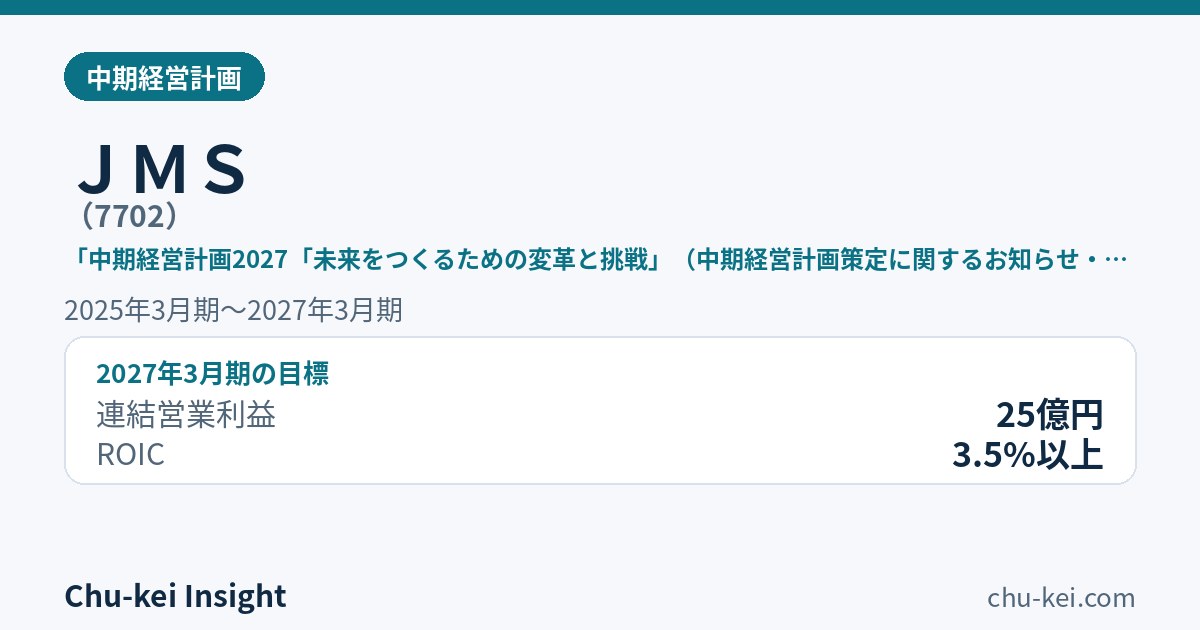 中期経営計画
ＪＭＳ
（7702）
「中期経営計画2027「未来をつくるための変革と挑戦」（中期経営計画策定に関するお知らせ・…
2025年3月期〜2027年3月期
2027年3月期の目標
連結営業利益 25億円
ROIC 3.5%以上
Chu-kei Insight chu-kei.com